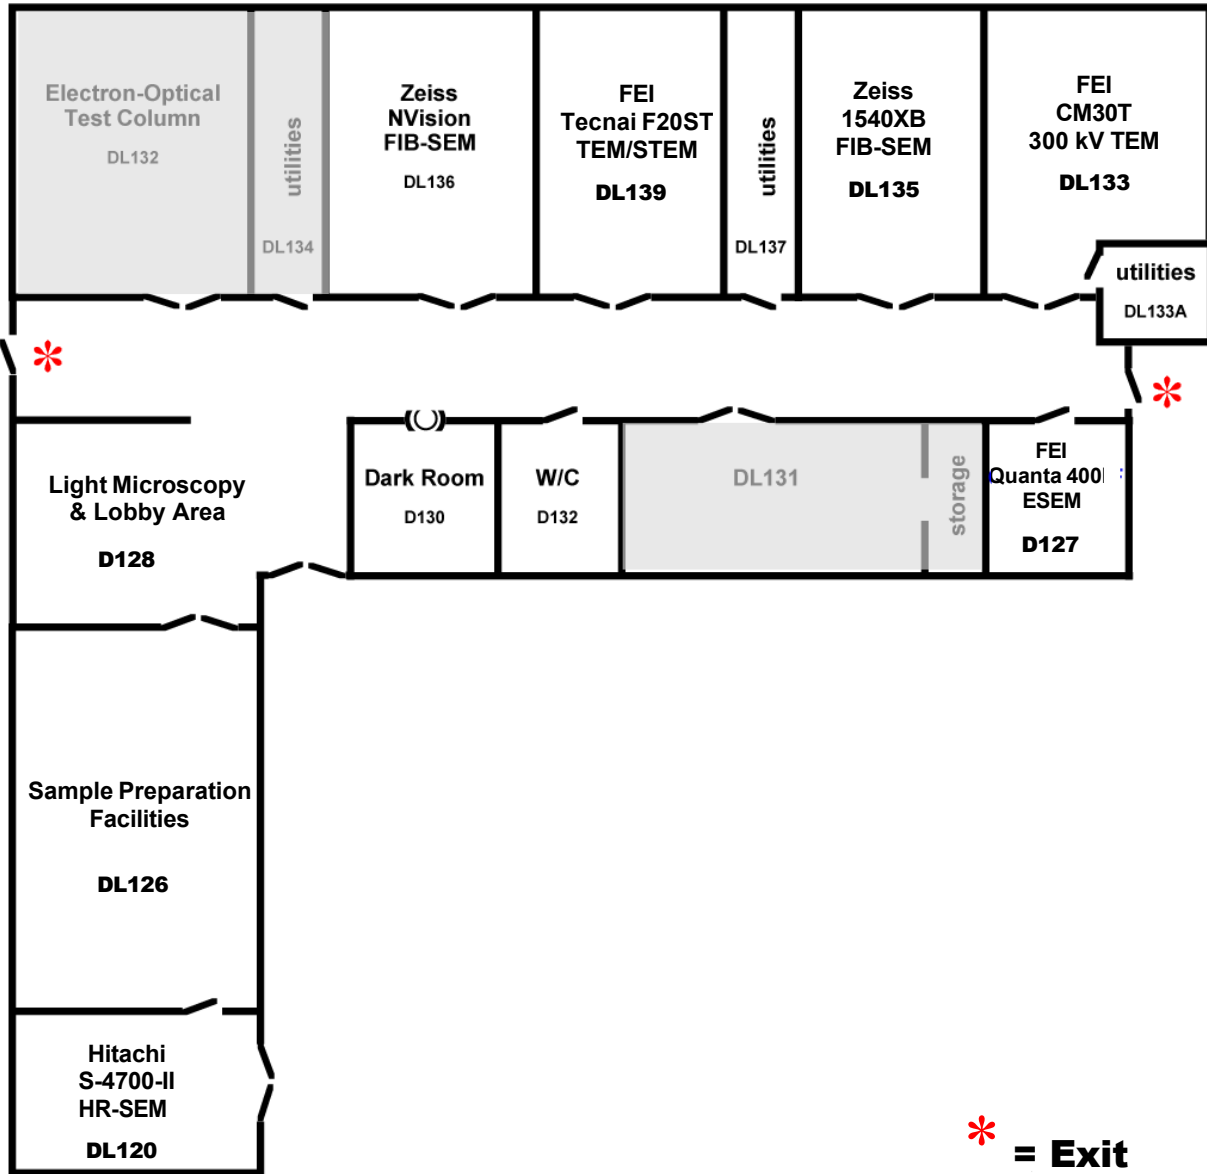 Electron-Optical
Test Column
DL132
utilities
DL134
Zeiss
NVision
FIB-SEM
DL136
FEI
Tecnai F20ST
TEM/STEM
DL139
utilities
DL137
Zeiss
1540XB
FIB-SEM
DL135
FEI
CM30T
300 kV TEM
DL133
utilities
DL133A
*
*
Light Microscopy
& Lobby Area
D128
Dark Room
D130
W/C
D132
DL131
storage
FEI
Quanta 400
ESEM
D127
Sample Preparation
Facilities
DL126
Hitachi
S-4700-II
HR-SEM
DL120
* = Exit